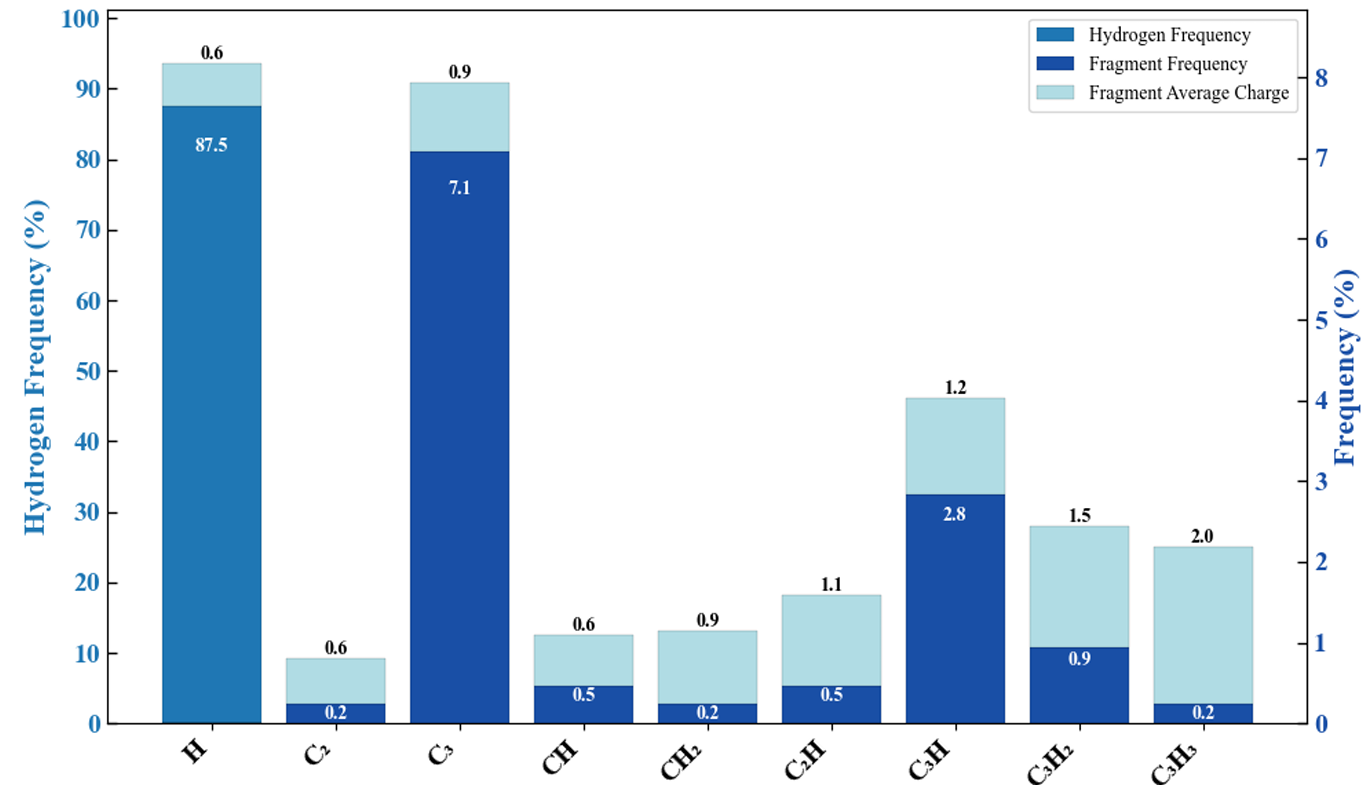 Hydrogen Frequency (%)
100
90
80
70
60
50
40
30
20
10
0
0.6
87.5
0.6
0.2
0.9
7.1
0.6
0.5
0.9
0.2
1.1
0.5
1.2
2.8
1.5
0.9
2.0
0.2
Hydrogen Frequency
Fragment Frequency
Fragment Average Charge
8
7
6
5
4
3
2
1
0
Frequency (%)
H
C₂
C₃
CH
CH₂
C₂H
C₃H
C₃H₂
C₃H₃